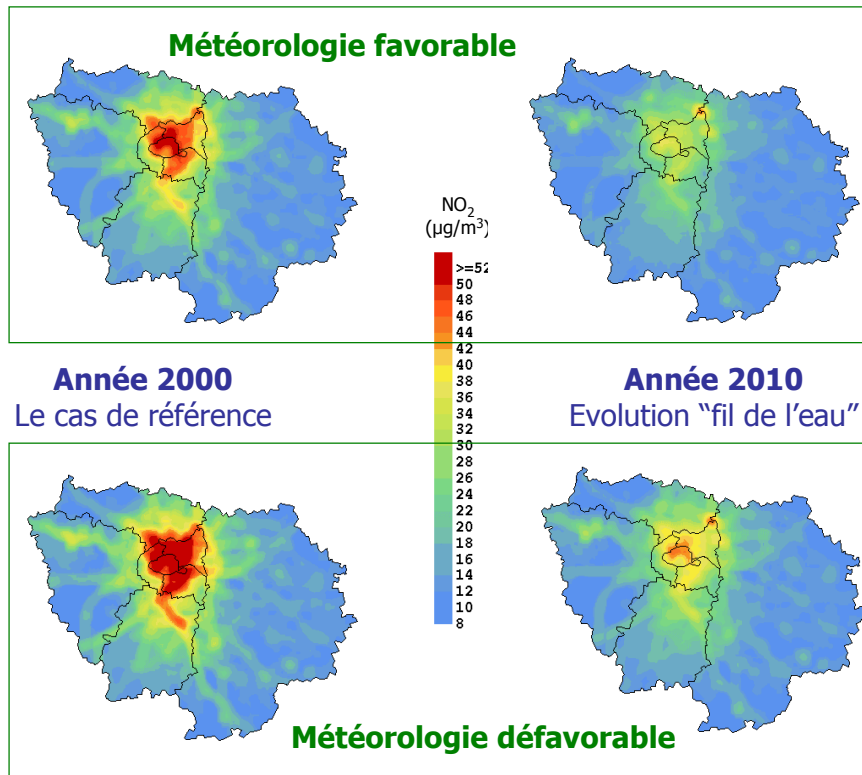 Météorologie favorable
NO2
(µg/m3)
>=52
50
48
46
44
42
40
38
36
34
32
30
28
26
24
22
20
18
16
14
12
10
8
Année 2000
Le cas de référence
Année 2010
Evolution “fil de l’eau”
Météorologie défavorable